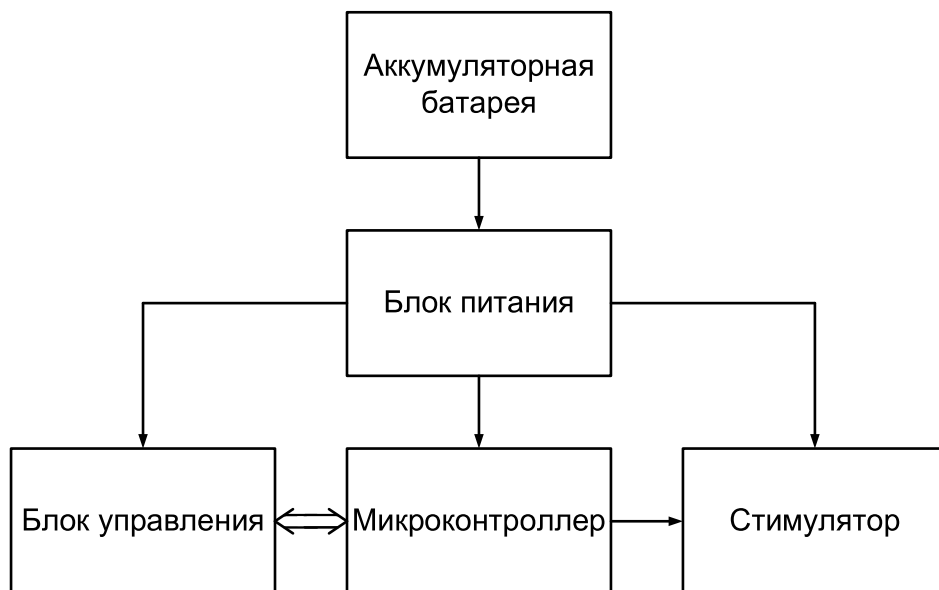 Аккумуляторная
батарея
Блок питания
Блок управления
Микроконтроллер
Стимулятор